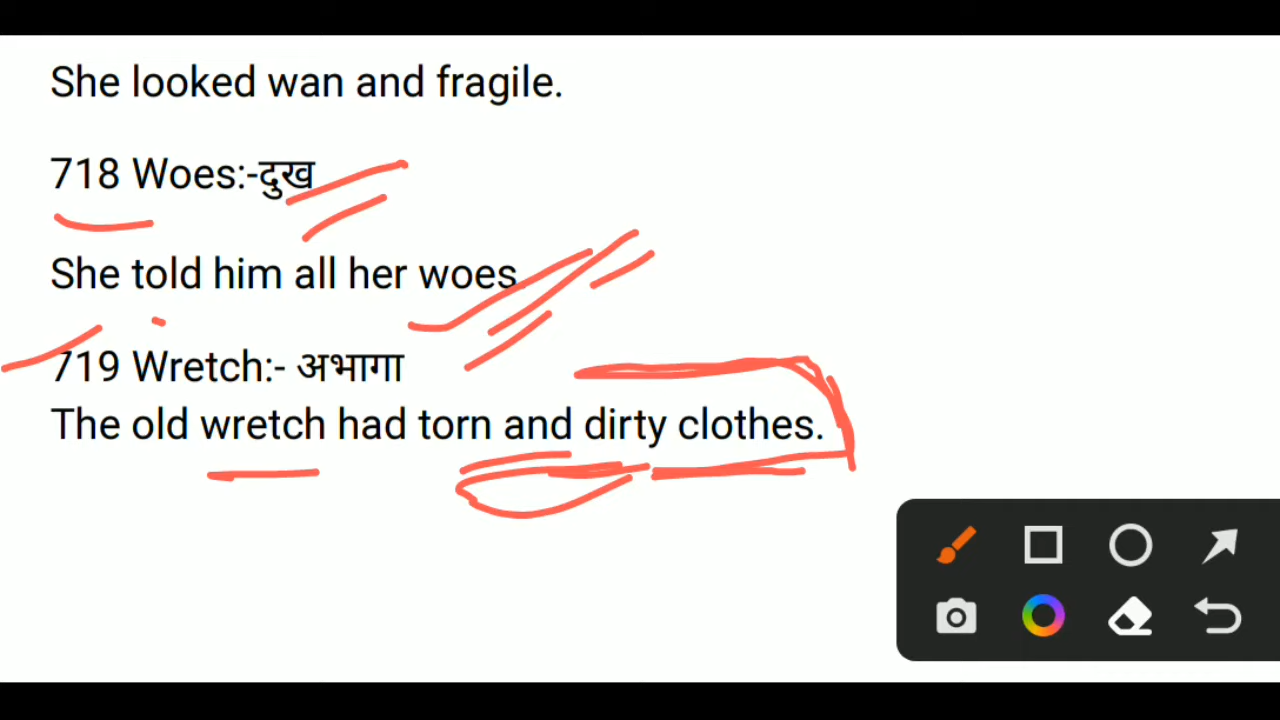 She looked wan and fragile.
718 Woes:-दुख
She told him all her woes
719 Wretch:- अभागा
The old wretch had torn and dirty clothes.